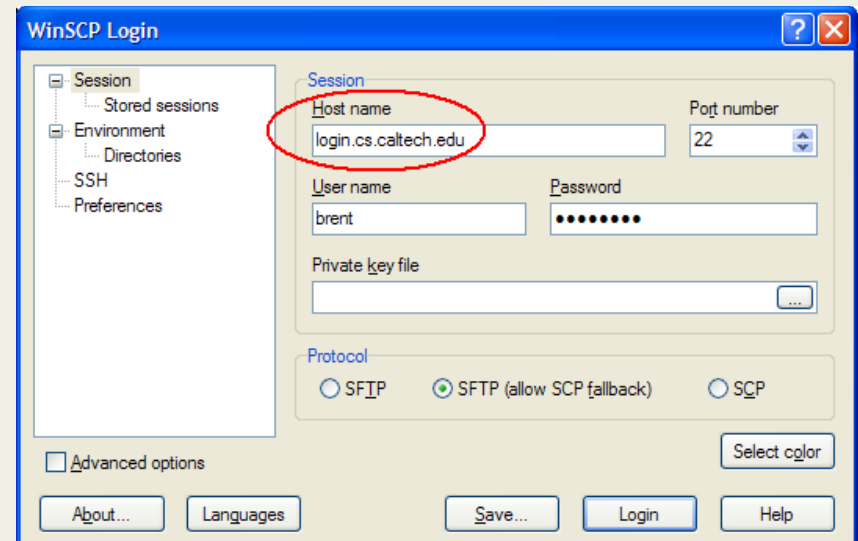 WinSCP Login
Session
Stored sessions
Environment
Directories
SSH
Preferences
Session
Host name
Port number
login.cs.caltech.edu
22
User name
Password
brent
●●●●●●●●
Private key file
...
Protocol
SFTP
SFTP (allow SCP fallback)
SCP
Advanced options
Select color
About...
Languages
Save...
Login
Help